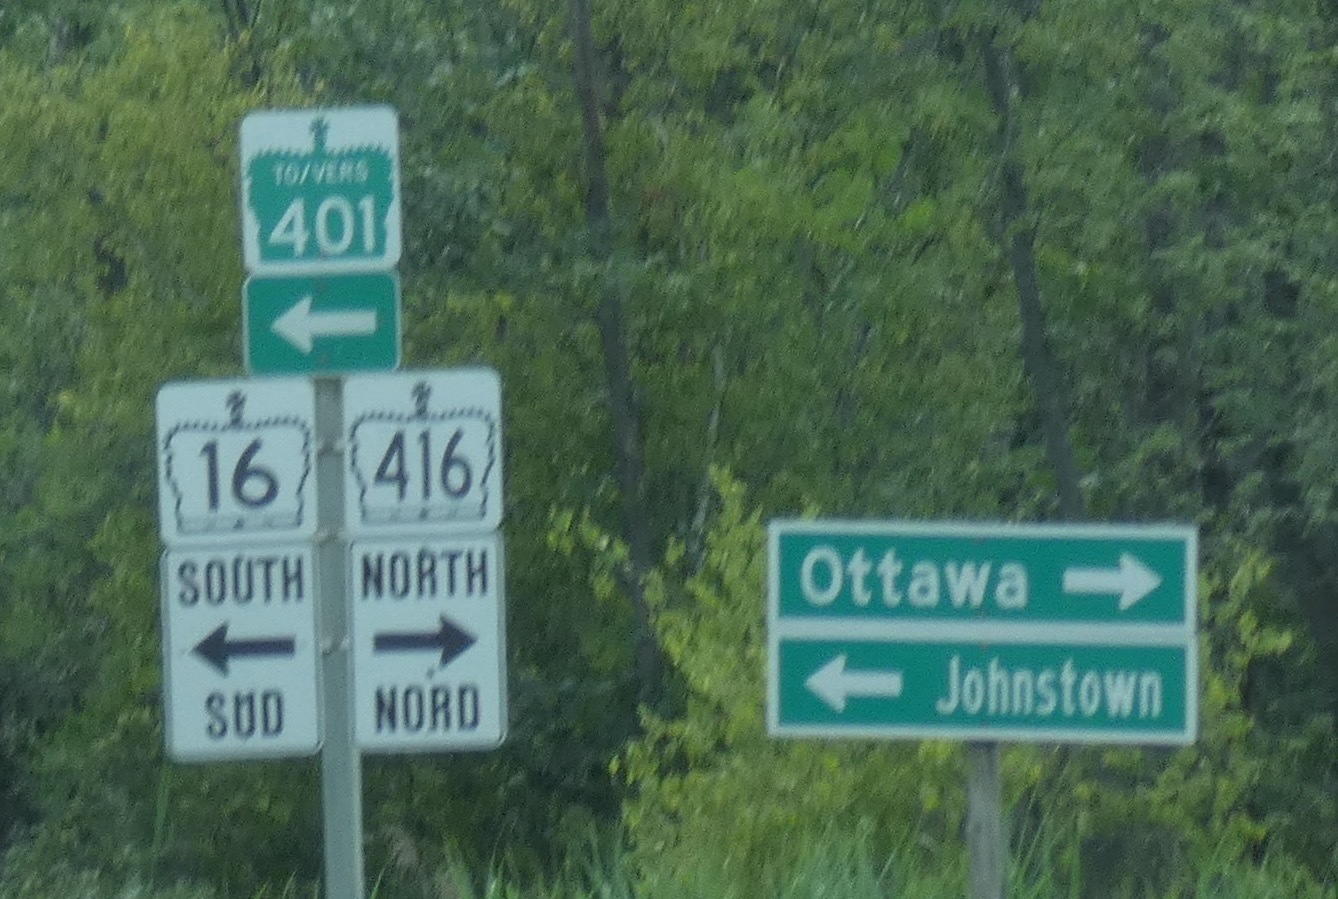 TO/VERS
401
16
SOUTH
SUD
416
NORTH
NORD
Ottawa
Johnstown